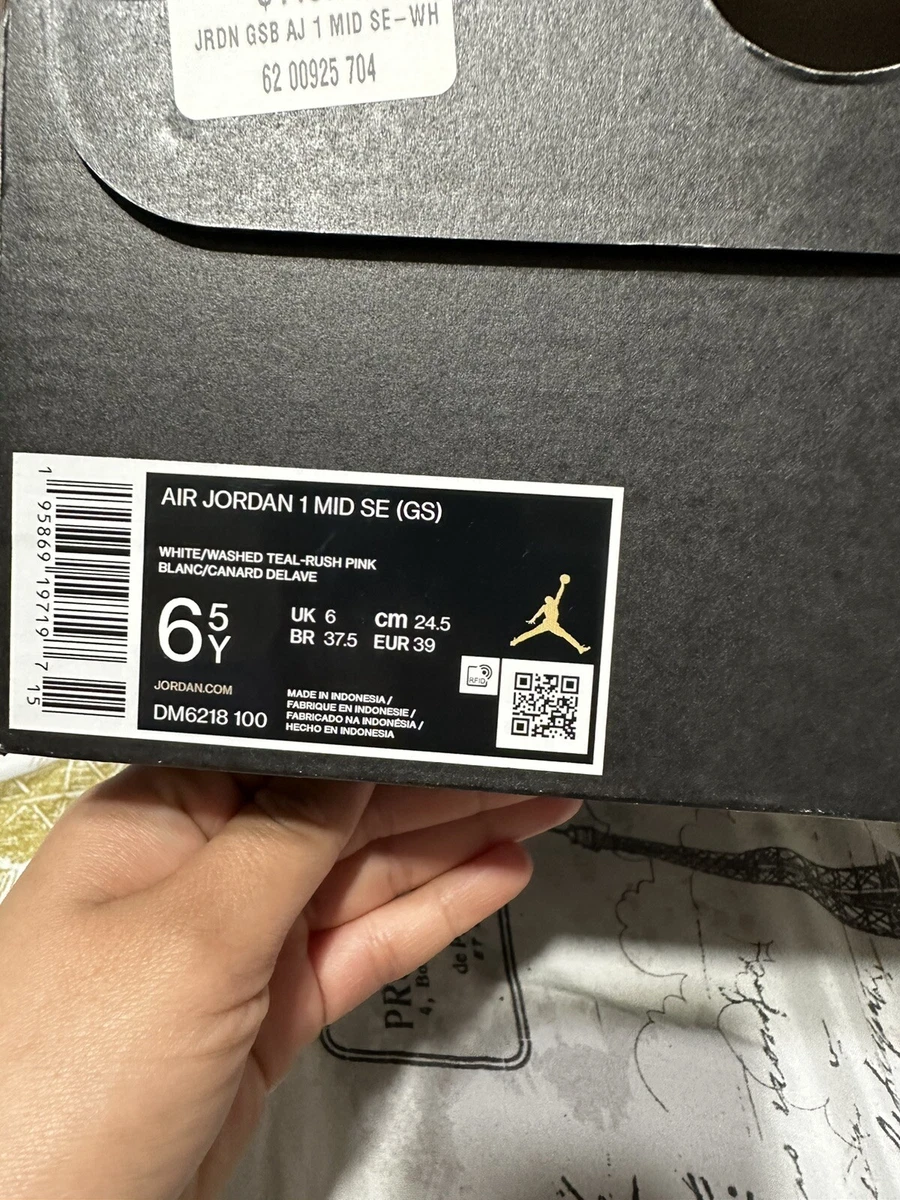 JRDN GSB AJ 1 MID SE-WH
62 00925 704
1 95869 19719 7 15
AIR JORDAN 1 MID SE (GS)
WHITE/WASHED TEAL-RUSH PINK
BLANC/CANARD DELAVE
6 5 Y
UK 6 cm 24.5
BR 37.5 EUR 39
RFID
JORDAN.COM
DM6218 100
MADE IN INDONESIA /
FABRIQUE EN INDONESIE /
FABRICADO NA INDONÉSIA /
HECHO EN INDONESIA
4,
de